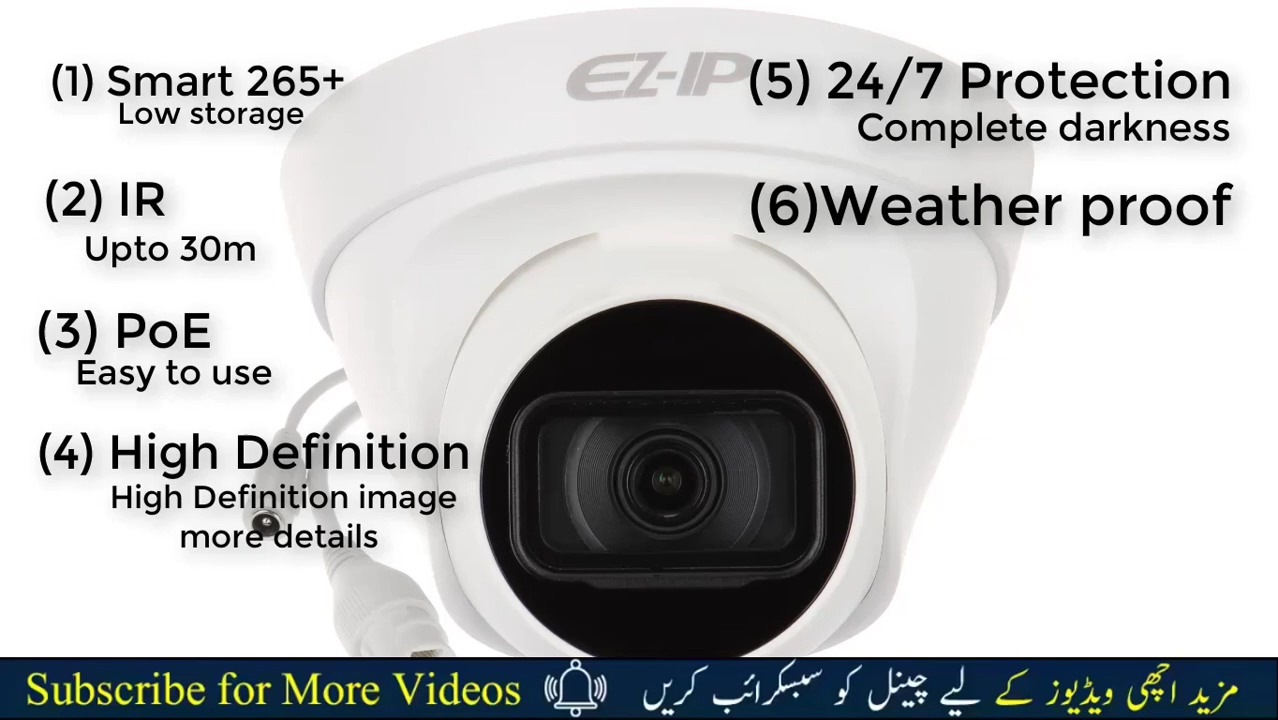 EZ-IP
(1) Smart 265+
Low storage
(2) IR
Upto 30m
(3) PoE
Easy to use
(4) High Definition
High Definition image
more details
(5) 24/7 Protection
Complete darkness
(6)Weather proof
Subscribe for More Videos
مزید اچھی ویڈیوز کے لیے چینل کو سبسکرائب کریں